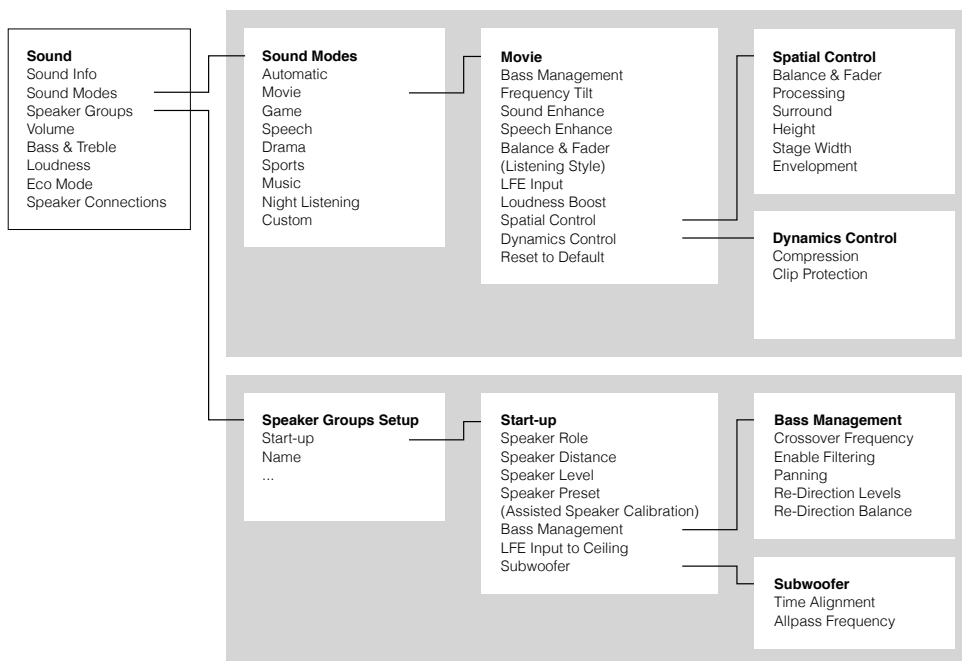 Sound
Sound Info
Sound Modes
Speaker Groups
Volume
Bass & Treble
Loudness
Eco Mode
Speaker Connections
Sound Modes
Automatic
Movie
Game
Speech
Drama
Sports
Music
Night Listening
Custom
Movie
Bass Management
Frequency Tilt
Sound Enhance
Speech Enhance
Balance & Fader
(Listening Style)
LFE Input
Loudness Boost
Spatial Control
Dynamics Control
Reset to Default
Spatial Control
Balance & Fader
Processing
Surround
Height
Stage Width
Envelopment
Dynamics Control
Compression
Clip Protection
Speaker Groups Setup
Start-up
Name
...
Start-up
Speaker Role
Speaker Distance
Speaker Level
Speaker Preset
(Assisted Speaker Calibration)
Bass Management
LFE Input to Ceiling
Subwoofer
Bass Management
Crossover Frequency
Enable Filtering
Panning
Re-Direction Levels
Re-Direction Balance
Subwoofer
Time Alignment
Allpass Frequency